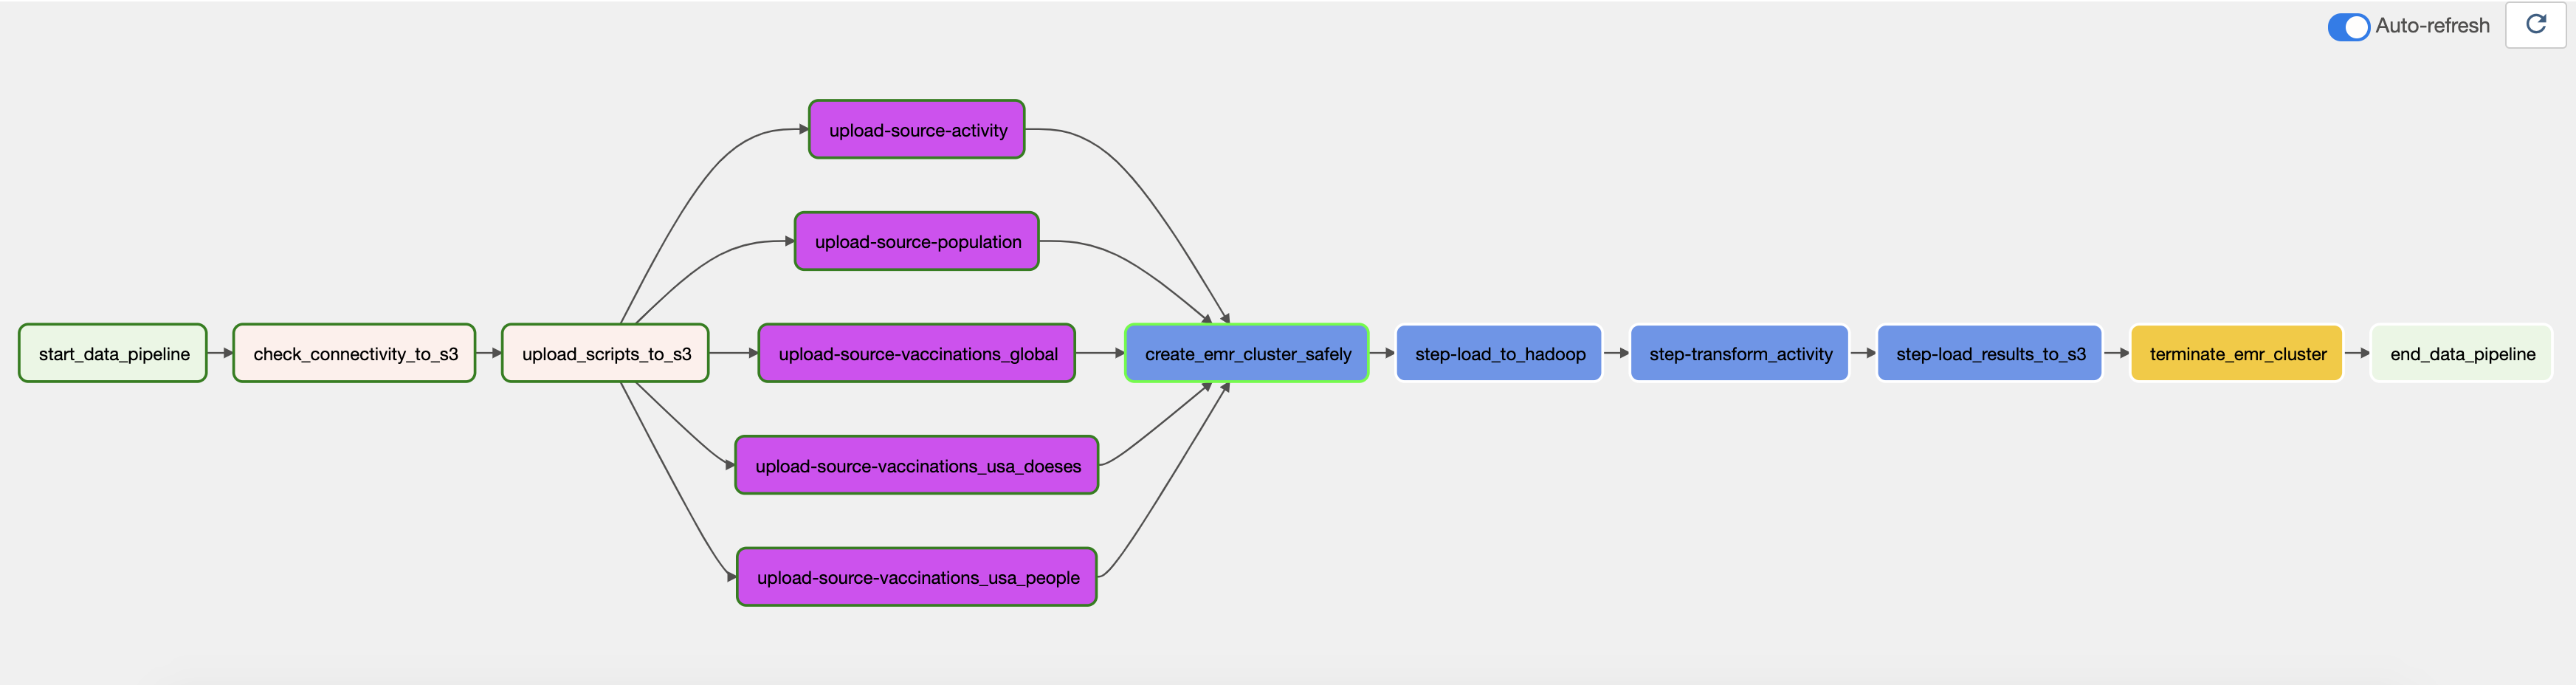 Auto-refresh
upload-source-activity
upload-source-population
start_data_pipeline
check_connectivity_to_s3
upload_scripts_to_s3
upload-source-vaccinations_global
create_emr_cluster_safely
step-load_to_hadoop
step-transform_activity
step-load_results_to_s3
terminate_emr_cluster
end_data_pipeline
upload-source-vaccinations_usa_doeses
upload-source-vaccinations_usa_people